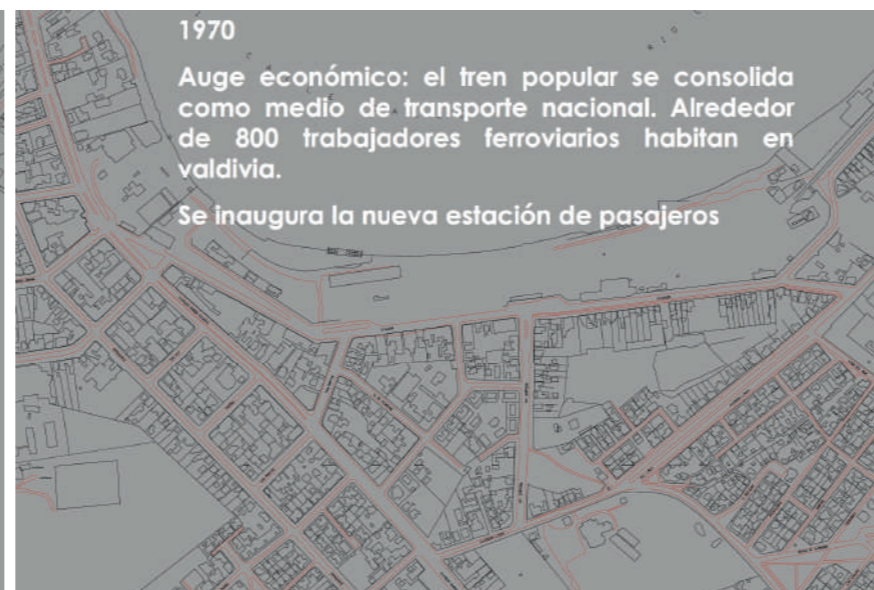 1970
Auge económico: el tren popular se consolida
como medio de transporte nacional. Alrededor
de 800 trabajadores ferroviarios habitan en
valdivia.
Se inaugura la nueva estación de pasajeros